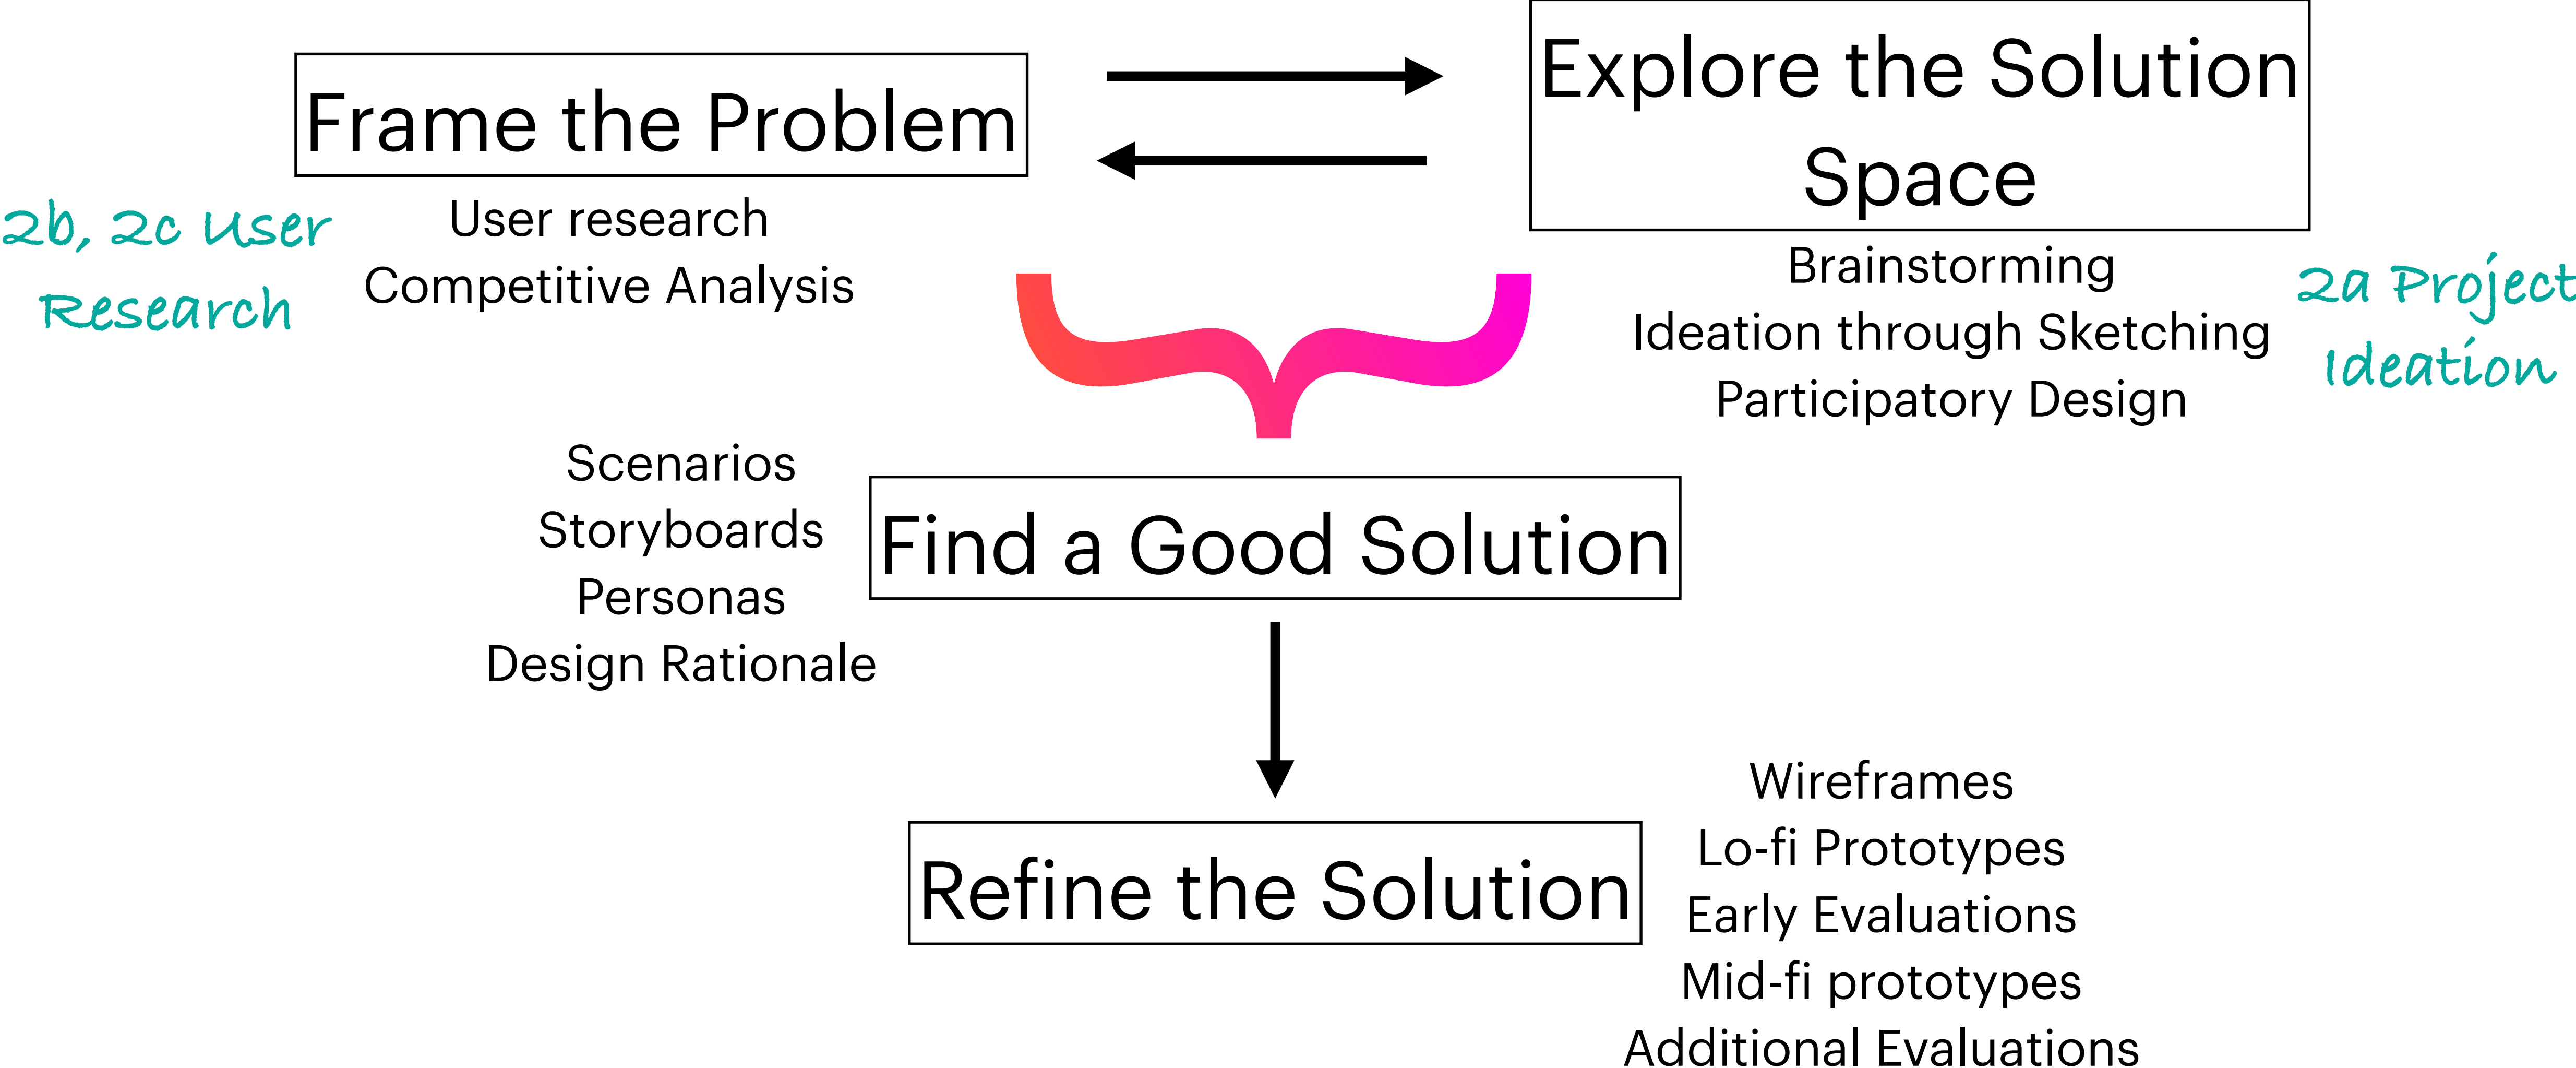 Frame the Problem
Explore the Solution
Space
2b, 2c User
Research
User research
Competitive Analysis
Brainstorming
Ideation through Sketching
Participatory Design
2a Project
Ideation
Scenarios
Storyboards
Personas
Design Rationale
Find a Good Solution
Refine the Solution
Wireframes
Lo-fi Prototypes
Early Evaluations
Mid-fi prototypes
Additional Evaluations